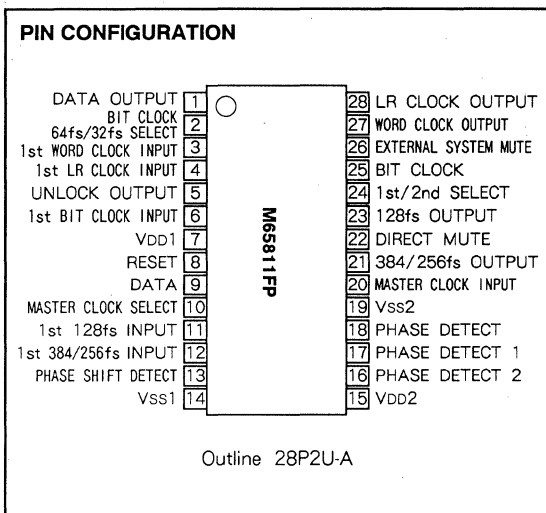 PIN CONFIGURATION
DATA OUTPUT 1
BIT CLOCK
64fs/32fs SELECT 2
1st WORD CLOCK INPUT 3
1st LR CLOCK INPUT 4
UNLOCK OUTPUT 5
1st BIT CLOCK INPUT 6
VDD1 7
RESET 8
DATA 9
MASTER CLOCK SELECT 10
1st 128fs INPUT 11
1st 384/256fs INPUT 12
PHASE SHIFT DETECT 13
VSS1 14
M65811FP
28 LR CLOCK OUTPUT
27 WORD CLOCK OUTPUT
26 EXTERNAL SYSTEM MUTE
25 BIT CLOCK
24 1st/2nd SELECT
23 128fs OUTPUT
22 DIRECT MUTE
21 384/256fs OUTPUT
20 MASTER CLOCK INPUT
19 VSS2
18 PHASE DETECT
17 PHASE DETECT 1
16 PHASE DETECT 2
15 VDD2
Outline 28P2U-A